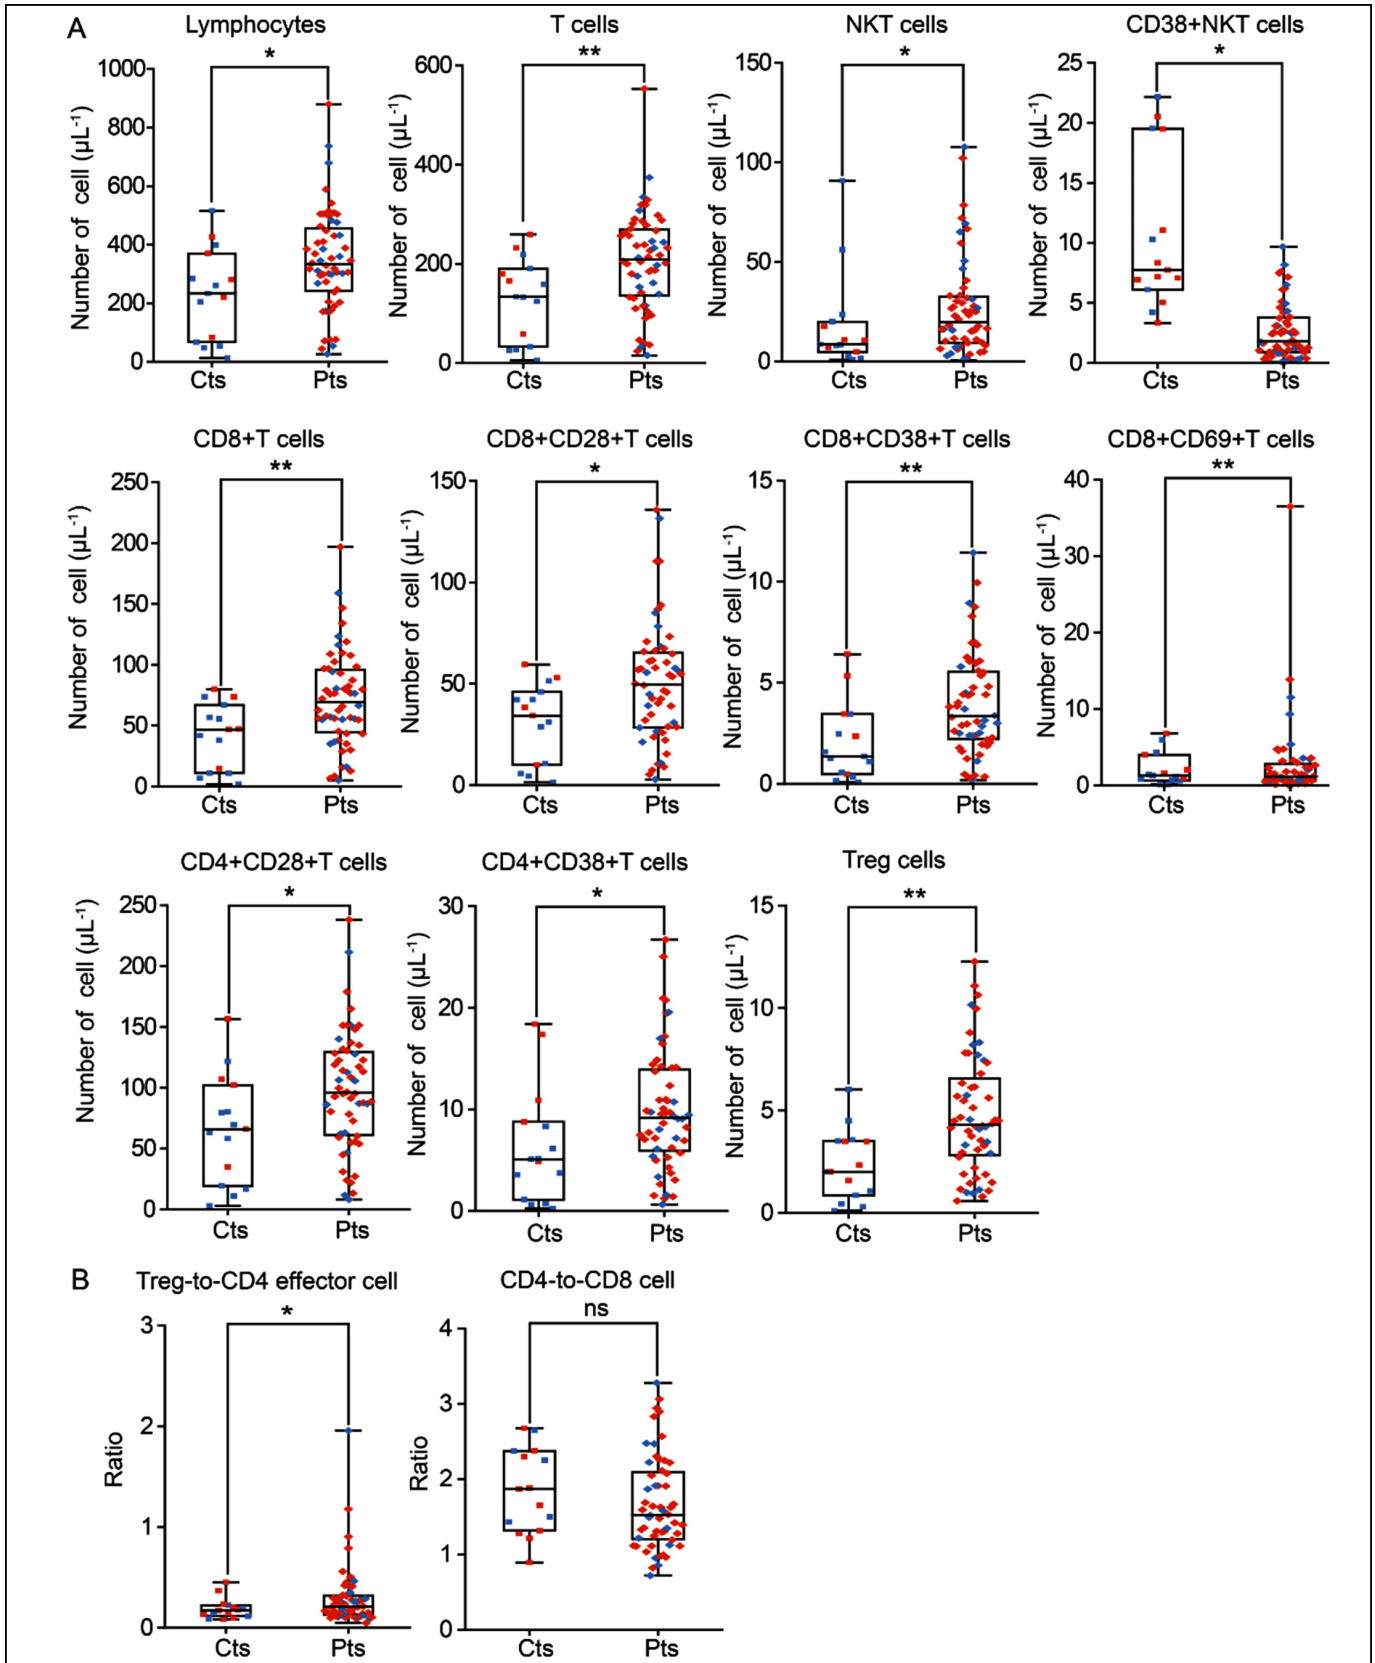 A
Lymphocytes
*
Number of cell (µL⁻¹)
1000
800
600
400
200
0
Cts Pts
T cells
**
Number of cell (µL⁻¹)
600
400
200
0
Cts Pts
NKT cells
*
Number of cell (µL⁻¹)
150
100
50
0
Cts Pts
CD38+NKT cells
*
Number of cell (µL⁻¹)
25
20
15
10
5
0
Cts Pts
CD8+T cells
**
Number of cell (µL⁻¹)
250
200
150
100
50
0
Cts Pts
CD8+CD28+T cells
*
Number of cell (µL⁻¹)
150
100
50
0
Cts Pts
CD8+CD38+T cells
**
Number of cell (µL⁻¹)
15
10
5
0
Cts Pts
CD8+CD69+T cells
**
Number of cell (µL⁻¹)
40
30
20
10
0
Cts Pts
CD4+CD28+T cells
*
Number of cell (µL⁻¹)
250
200
150
100
50
0
Cts Pts
CD4+CD38+T cells
*
Number of cell (µL⁻¹)
30
20
10
0
Cts Pts
Treg cells
**
Number of cell (µL⁻¹)
15
10
5
0
Cts Pts
B
Treg-to-CD4 effector cell
*
Ratio
3
2
1
0
Cts Pts
CD4-to-CD8 cell
ns
Ratio
4
3
2
1
0
Cts Pts